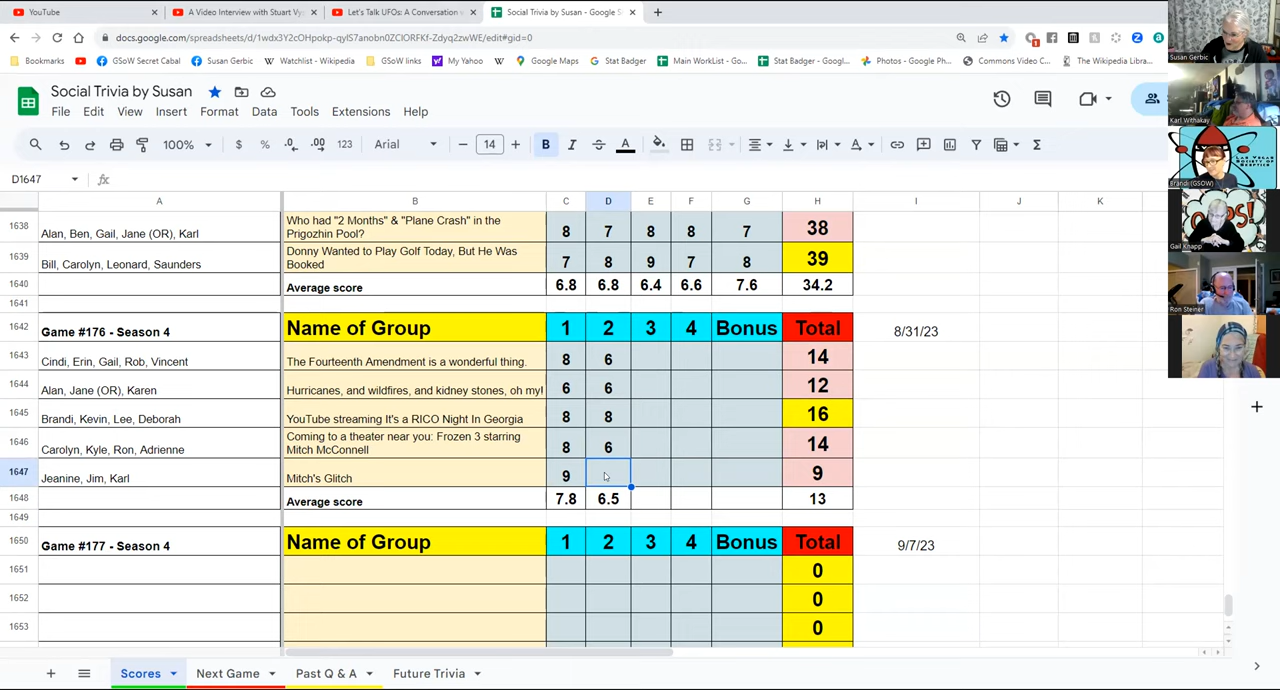 YouTube
A Video Interview with Stuart Vy
Let's Talk UFOs: A Conversation w
Social Trivia by Susan - Google S
docs.google.com/spreadsheets/d/1wdx3Y2cOHpokp-qyIS7anobn0ZClORFKf-Zdyq2zwWE/edit#gid=0
Bookmarks
GSoW Secret Cabal
Susan Gerbic
Watchlist - Wikipedia
GSOW links
My Yahoo
Google Maps
Stat Badger
Main WorkList - Go...
Stat Badger - Googl...
Photos - Google Ph...
Commons Video C...
The Wikipedia Libra...
Social Trivia by Susan
File Edit View Insert Format Data Tools Extensions Help
100% $ % .0 .00 123 Arial 14 B I S A
D1647 fx
A B C D E F G H I J K
1638 Alan, Ben, Gail, Jane (OR), Karl Who had "2 Months" & "Plane Crash" in the
Prigozhin Pool? 8 7 8 8 7 38
1639 Bill, Carolyn, Leonard, Saunders Donny Wanted to Play Golf Today, But He Was
Booked 7 8 9 7 8 39
1640 Average score 6.8 6.8 6.4 6.6 7.6 34.2
1641
1642 Game #176 - Season 4 Name of Group 1 2 3 4 Bonus Total 8/31/23
1643 Cindi, Erin, Gail, Rob, Vincent The Fourteenth Amendment is a wonderful thing. 8 6 14
1644 Alan, Jane (OR), Karen Hurricanes, and wildfires, and kidney stones, oh my! 6 6 12
1645 Brandi, Kevin, Lee, Deborah YouTube streaming It's a RICO Night In Georgia 8 8 16
1646 Carolyn, Kyle, Ron, Adrienne Coming to a theater near you: Frozen 3 starring
Mitch McConnell 8 6 14
1647 Jeanine, Jim, Karl Mitch's Glitch 9 9
1648 Average score 7.8 6.5 13
1649
1650 Game #177 - Season 4 Name of Group 1 2 3 4 Bonus Total 9/7/23
1651 0
1652 0
1653 0
Scores Next Game Past Q & A Future Trivia
Susan Gerbic
Karl Withakay
LAS VEGAS
SOCIETY OF
SKEPTICS
Brandi (GSOW)
Gail Knapp
Ron Steiner